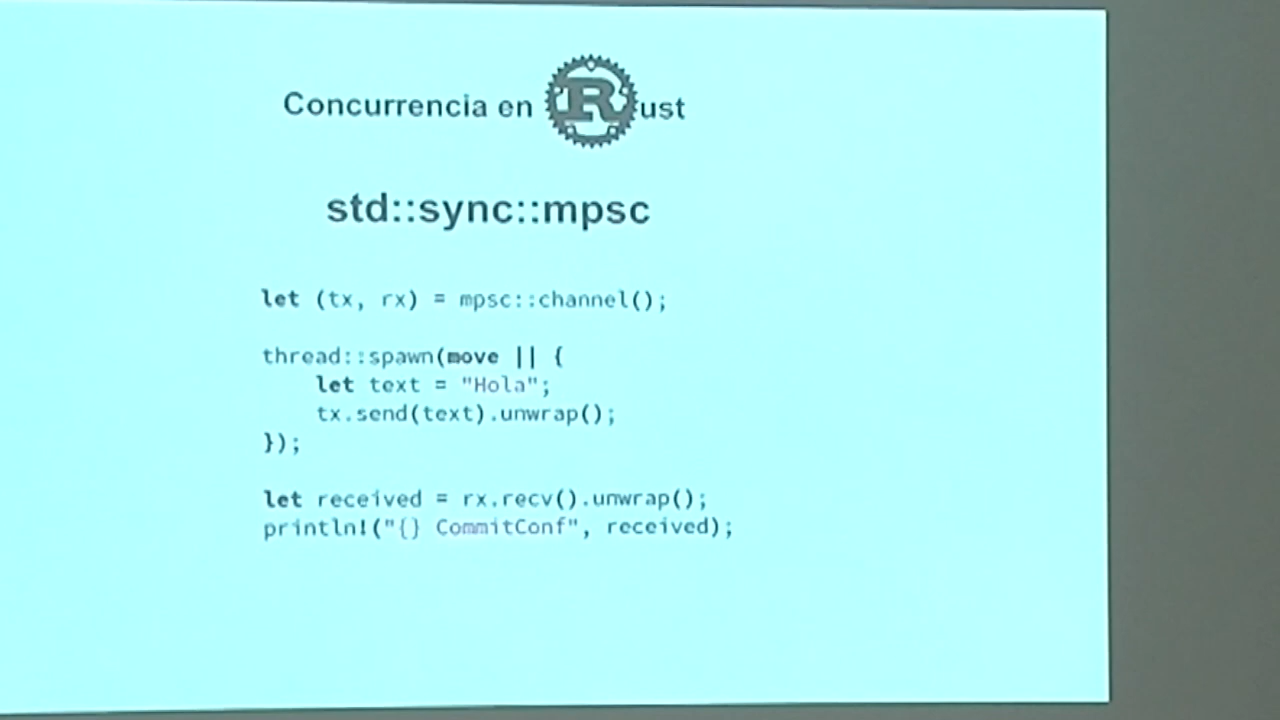 Concurrencia en Rust
std::sync::mpsc
let (tx, rx) = mpsc::channel();
thread::spawn(move || {
    let text = "Hola";
    tx.send(text).unwrap();
});
let received = rx.recv().unwrap();
println!("{} CommitConf", received);